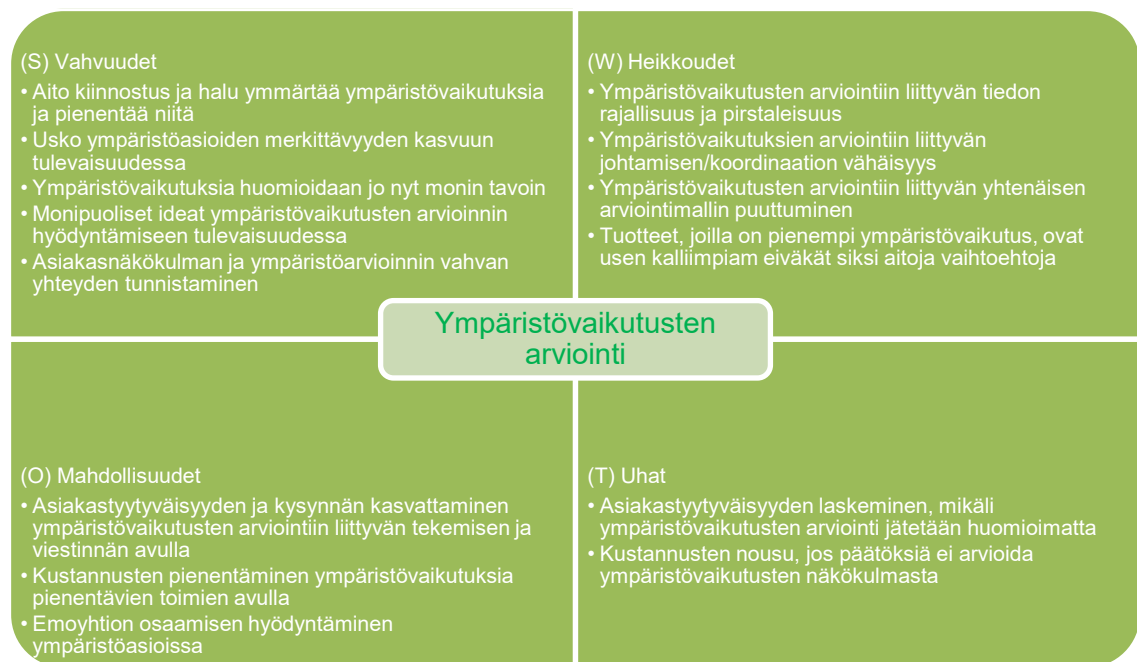 (S) Vahvuudet
• Aito kiinnostus ja halu ymmärtää ympäristövaikutuksia
ja pienentää niitä
• Usko ympäristöasioiden merkittävyyden kasvuun
tulevaisuudessa
• Ympäristövaikutuksia huomioidaan jo nyt monin tavoin
• Monipuoliset ideat ympäristövaikutusten arvioinnin
hyödyntämiseen tulevaisuudessa
• Asiakasnäkökulman ja ympäristöarvioinnin vahvan
yhteyden tunnistaminen
(W) Heikkoudet
• Ympäristövaikutusten arviointiin liittyvän tiedon
rajallisuus ja pirstaleisuus
• Ympäristövaikutuksien arviointiin liittyvän
johtamisen/koordinaation vähäisyys
• Ympäristövaikutusten arviointiin liittyvän yhtenäisen
arviointimallin puuttuminen
• Tuotteet, joilla on pienempi ympäristövaikutus, ovat
usen kalliimpiam eiväkät siksi aitoja vaihtoehtoja
Ympäristövaikutusten
arviointi
(O) Mahdollisuudet
• Asiakastyytyväisyyden ja kysynnän kasvattaminen
ympäristövaikutusten arviointiin liittyvän tekemisen ja
viestinnän avulla
• Kustannusten pienentäminen ympäristövaikutuksia
pienentävien toimien avulla
• Emoyhtion osaamisen hyödyntäminen
ympäristöasioissa
(T) Uhat
• Asiakastyytyväisyyden laskeminen, mikäli
ympäristövaikutusten arviointi jätetään huomioimatta
• Kustannusten nousu, jos päätöksiä ei arvioida
ympäristövaikutusten näkökulmasta